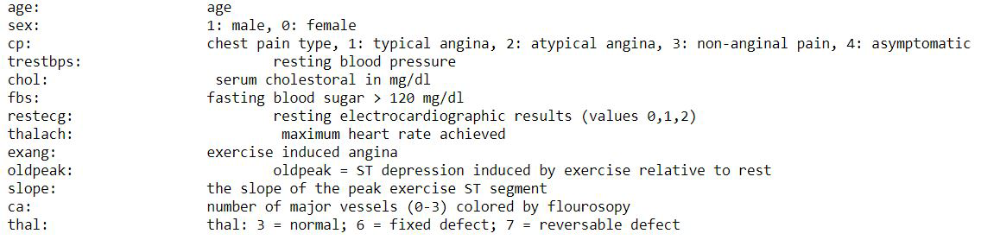 age: age
sex: 1: male, 0: female
cp: chest pain type, 1: typical angina, 2: atypical angina, 3: non-anginal pain, 4: asymptomatic
trestbps: resting blood pressure
chol: serum cholestoral in mg/dl
fbs: fasting blood sugar > 120 mg/dl
restecg: resting electrocardiographic results (values 0,1,2)
thalach: maximum heart rate achieved
exang: exercise induced angina
oldpeak: oldpeak = ST depression induced by exercise relative to rest
slope: the slope of the peak exercise ST segment
ca: number of major vessels (0-3) colored by flourosopy
thal: thal: 3 = normal; 6 = fixed defect; 7 = reversable defect